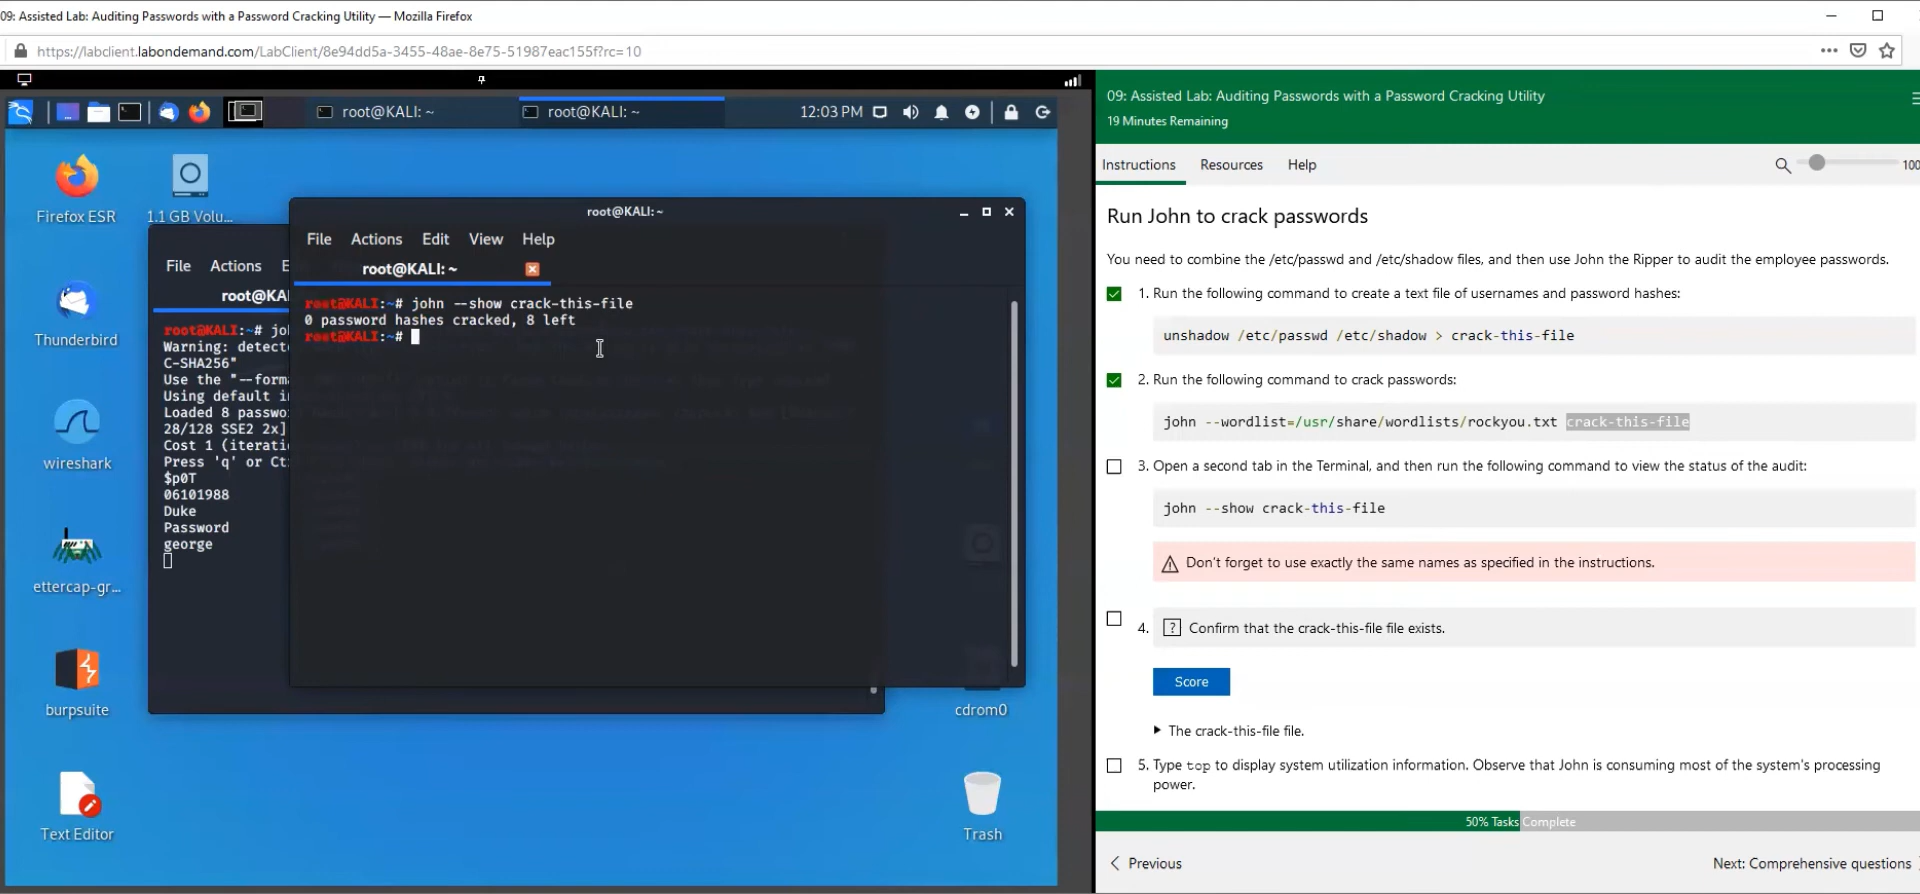 09: Assisted Lab: Auditing Passwords with a Password Cracking Utility — Mozilla Firefox
https://labclient.labondemand.com/LabClient/8e94dd5a-3455-48ae-8e75-51987eac155f?rc=10
root@KALI: ~
root@KALI: ~
12:03 PM
Firefox ESR
1.1 GB Volu...
Thunderbird
wireshark
ettercap-gr...
burpsuite
Text Editor
cdrom0
Trash
File Actions E
root@KA
root@KALI:~# jo
Warning: detect
C-SHA256"
Use the "--forma
Using default i
Loaded 8 passwo
28/128 SSE2 2x]
Cost 1 (iterati
Press 'q' or Ct
$p0T
06101988
Duke
Password
george
root@KALI: ~
File Actions Edit View Help
root@KALI: ~
root@KALI:~# john --show crack-this-file
0 password hashes cracked, 8 left
root@KALI:~#
09: Assisted Lab: Auditing Passwords with a Password Cracking Utility
19 Minutes Remaining
Instructions Resources Help
100
Run John to crack passwords
You need to combine the /etc/passwd and /etc/shadow files, and then use John the Ripper to audit the employee passwords.
1. Run the following command to create a text file of usernames and password hashes:
unshadow /etc/passwd /etc/shadow > crack-this-file
2. Run the following command to crack passwords:
john --wordlist=/usr/share/wordlists/rockyou.txt crack-this-file
3. Open a second tab in the Terminal, and then run the following command to view the status of the audit:
john --show crack-this-file
Don't forget to use exactly the same names as specified in the instructions.
4. ? Confirm that the crack-this-file file exists.
Score
The crack-this-file file.
5. Type top to display system utilization information. Observe that John is consuming most of the system's processing
power.
50% Tasks Complete
Previous
Next: Comprehensive questions